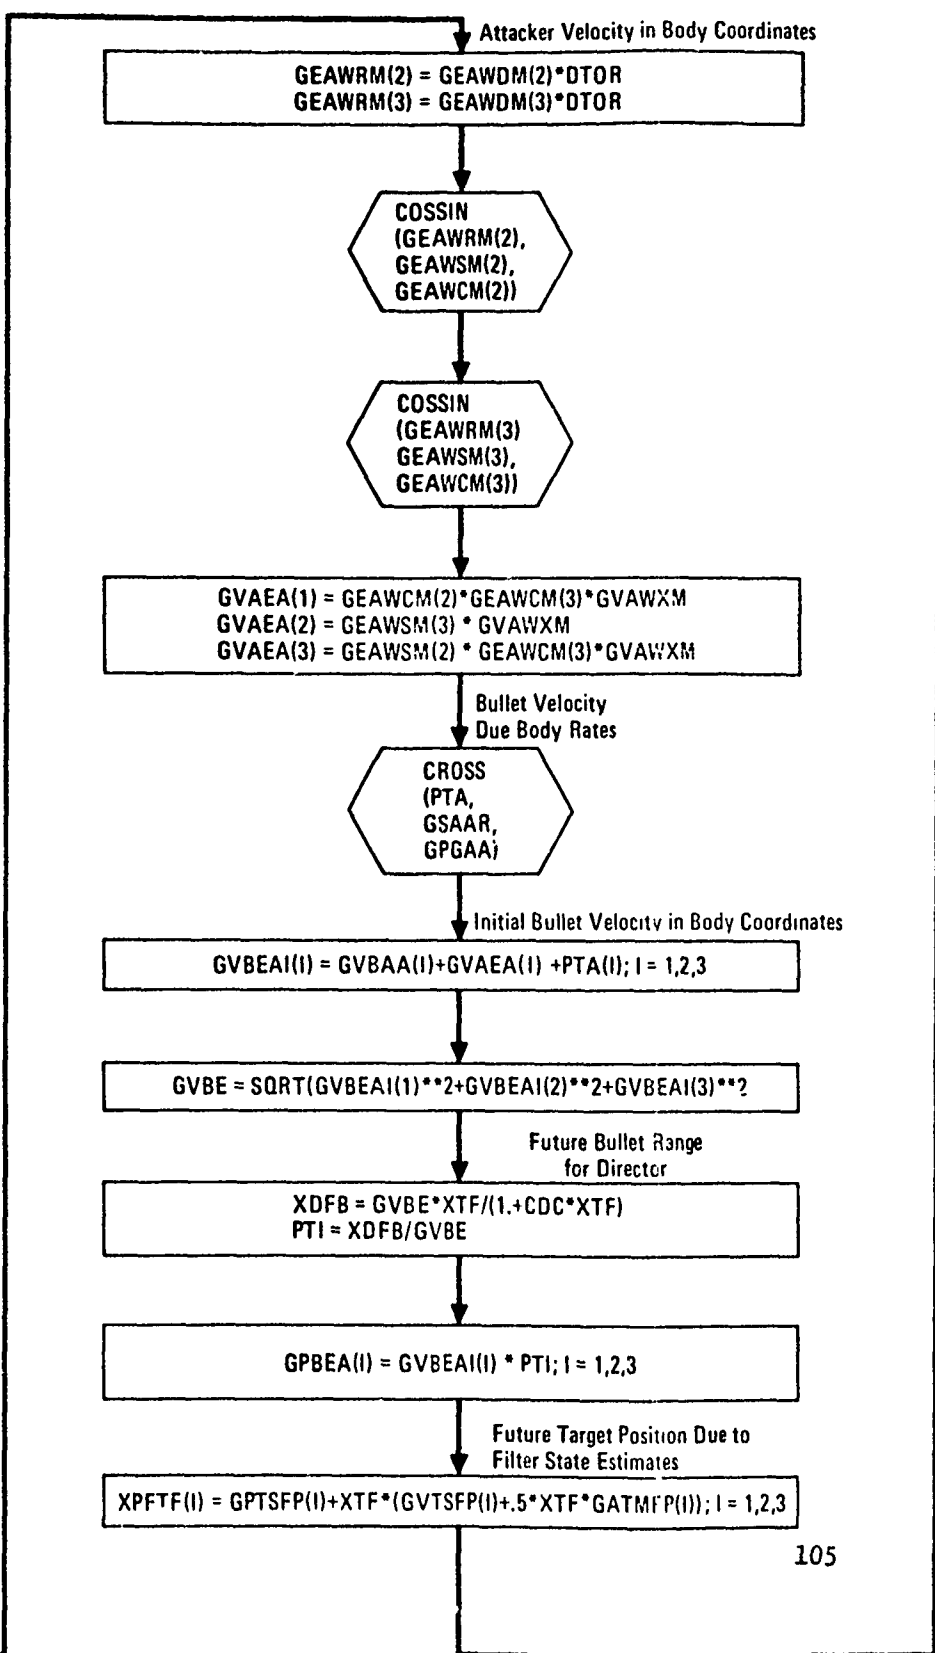 Attacker Velocity in Body Coordinates
GEAWRM(2) = GEAWDM(2)*DTOR
GEAWRM(3) = GEAWDM(3)*DTOR
COSSIN
(GEAWRM(2),
GEAWSM(2),
GEAWCM(2))
COSSIN
(GEAWRM(3)
GEAWSM(3),
GEAWCM(3))
GVAEA(1) = GEAWCM(2)*GEAWCM(3)*GVAWXM
GVAEA(2) = GEAWSM(3) * GVAWXM
GVAEA(3) = GEAWSM(2) * GEAWCM(3)*GVAWXM
Bullet Velocity
Due Body Rates
CROSS
(PTA,
GSAAR,
GPGAA)
Initial Bullet Velocity in Body Coordinates
GVBEAI(I) = GVBAA(I)+GVAEA(I) +PTA(I); I = 1,2,3
GVBE = SQRT(GVBEAI(1)**2+GVBEAI(2)**2+GVBEAI(3)**2
Future Bullet Range
for Director
XDFB = GVBE*XTF/(1.+CDC*XTF)
PTI = XDFB/GVBE
GPBEA(I) = GVBEAI(I) * PTI; I = 1,2,3
Future Target Position Due to
Filter State Estimates
XPFTF(I) = GPTSFP(I)+XTF*(GVTSFP(I)+.5*XTF*GATMFP(I)); I = 1,2,3
105